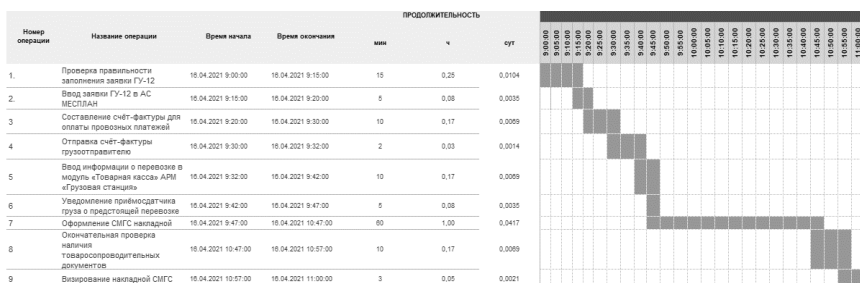 ПРОДОЛЖИТЕЛЬНОСТЬ
Номер операции Название операции Время начала Время окончания мин ч сут
9:00:00 9:05:00 9:10:00 9:15:00 9:20:00 9:25:00 9:30:00 9:35:00 9:40:00 9:45:00 9:50:00 9:55:00 10:00:00 10:05:00 10:10:00 10:15:00 10:20:00 10:25:00 10:30:00 10:35:00 10:40:00 10:45:00 10:50:00 10:55:00 11:00:00
1. Проверка правильности
заполнения заявки ГУ-12 16.04.2021 9:00:00 16.04.2021 9:15:00 15 0,25 0,0104
2. Ввод заявки ГУ-12 в АС
МЕСПЛАН 16.04.2021 9:15:00 16.04.2021 9:20:00 5 0,08 0,0035
3 Составление счёт-фактуры для
оплаты провозных платежей 16.04.2021 9:20:00 16.04.2021 9:30:00 10 0,17 0,0069
4 Отправка счёт-фактуры
грузоотправителю 16.04.2021 9:30:00 16.04.2021 9:32:00 2 0,03 0,0014
5 Ввод информации о перевозке в
модуль «Товарная касса» АРМ
«Грузовая станция» 16.04.2021 9:32:00 16.04.2021 9:42:00 10 0,17 0,0069
6 Уведомление приёмосдатчика
груза о предстоящей перевозке 16.04.2021 9:42:00 16.04.2021 9:47:00 5 0,08 0,0035
7 Оформление СМГС накладной 16.04.2021 9:47:00 16.04.2021 10:47:00 60 1,00 0,0417
8 Окончательная проверка
наличия
товаросопроводительных
документов 16.04.2021 10:47:00 16.04.2021 10:57:00 10 0,17 0,0069
9 Визирование накладной СМГС 16.04.2021 10:57:00 16.04.2021 11:00:00 3 0,05 0,0021